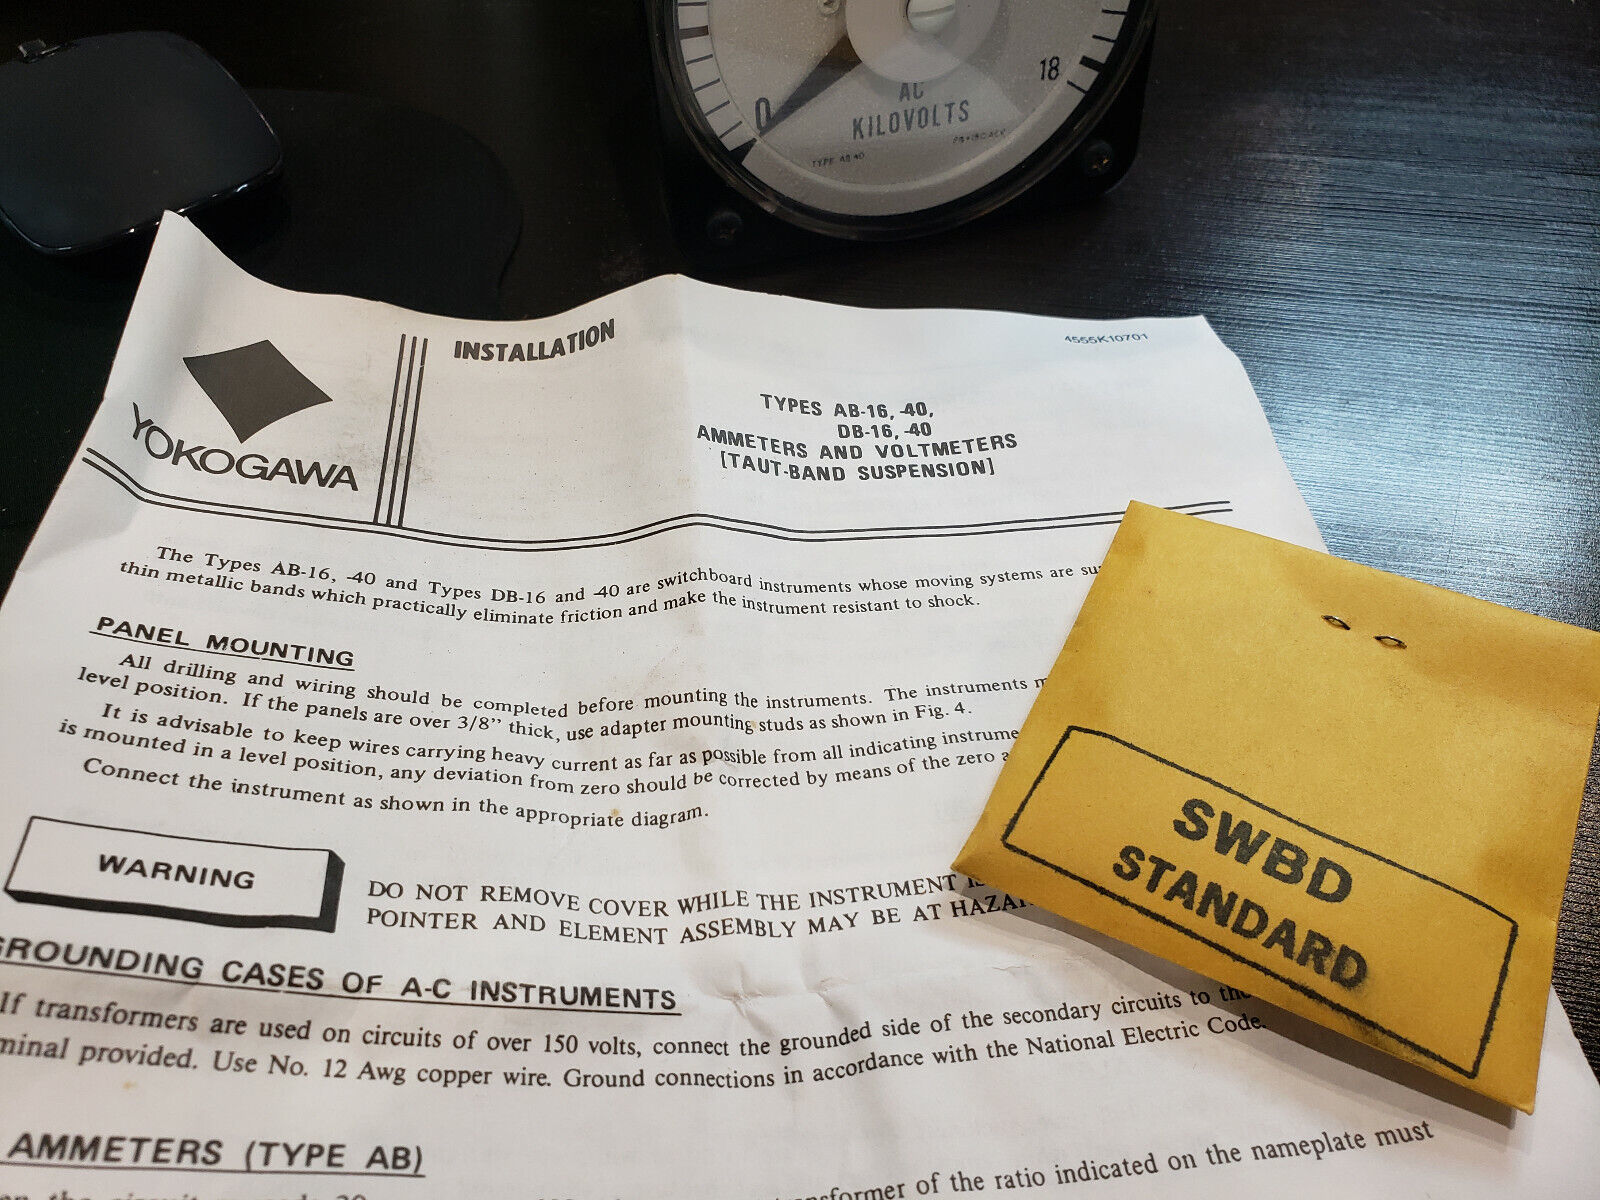 18
0
AC
KILOVOLTS
TYPE AB 40
4555K10701
INSTALLATION
YOKOGAWA
TYPES AB-16, -40,
DB-16, -40
AMMETERS AND VOLTMETERS
[TAUT-BAND SUSPENSION]
The Types AB-16, -40 and Types DB-16 and -40 are switchboard instruments whose moving systems are su
thin metallic bands which practically eliminate friction and make the instrument resistant to shock.
PANEL MOUNTING
All drilling and wiring should be completed before mounting the instruments. The instruments m
level position. If the panels are over 3/8” thick, use adapter mounting studs as shown in Fig. 4.
It is advisable to keep wires carrying heavy current as far as possible from all indicating instrume
is mounted in a level position, any deviation from zero should be corrected by means of the zero a
Connect the instrument as shown in the appropriate diagram.
WARNING
DO NOT REMOVE COVER WHILE THE INSTRUMENT IS
POINTER AND ELEMENT ASSEMBLY MAY BE AT HAZA
GROUNDING CASES OF A-C INSTRUMENTS
If transformers are used on circuits of over 150 volts, connect the grounded side of the secondary circuits to the
minal provided. Use No. 12 Awg copper wire. Ground connections in accordance with the National Electric Code.
AMMETERS (TYPE AB)
nsformer of the ratio indicated on the nameplate must
SWBD
STANDARD